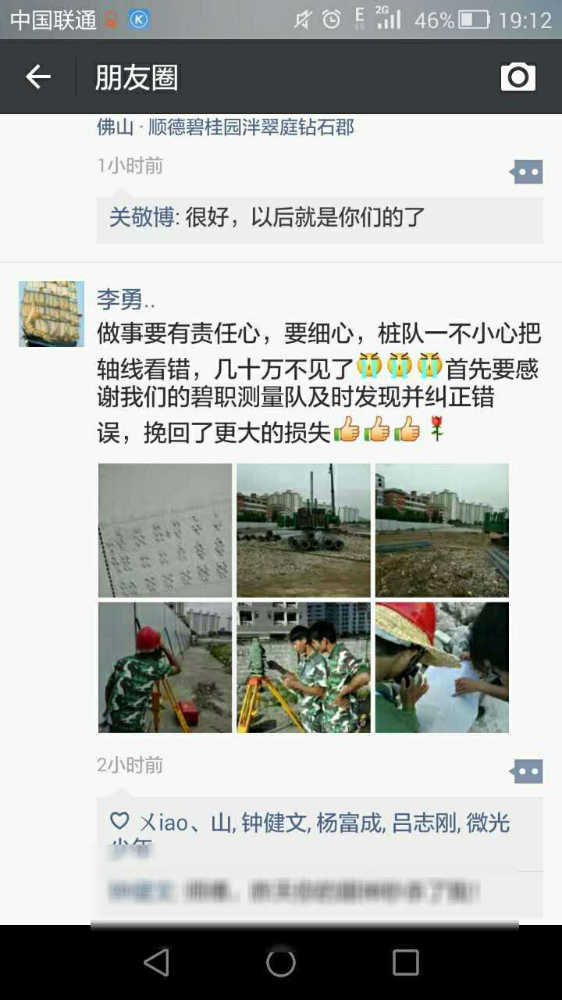 中国联通 K E 2G 46% 19:12
朋友圈
佛山 · 顺德碧桂园泮翠庭钻石郡
1小时前
关敬博: 很好，以后就是你们的了
李勇..
做事要有责任心，要细心，桩队一不小心把
轴线看错，几十万不见了😭😭😭首先要感
谢我们的碧职测量队及时发现并纠正错
误，挽回了更大的损失👍👍👍🌹
2小时前
♡ 乂iao、山, 钟健文, 杨富成, 吕志刚, 微光
少年